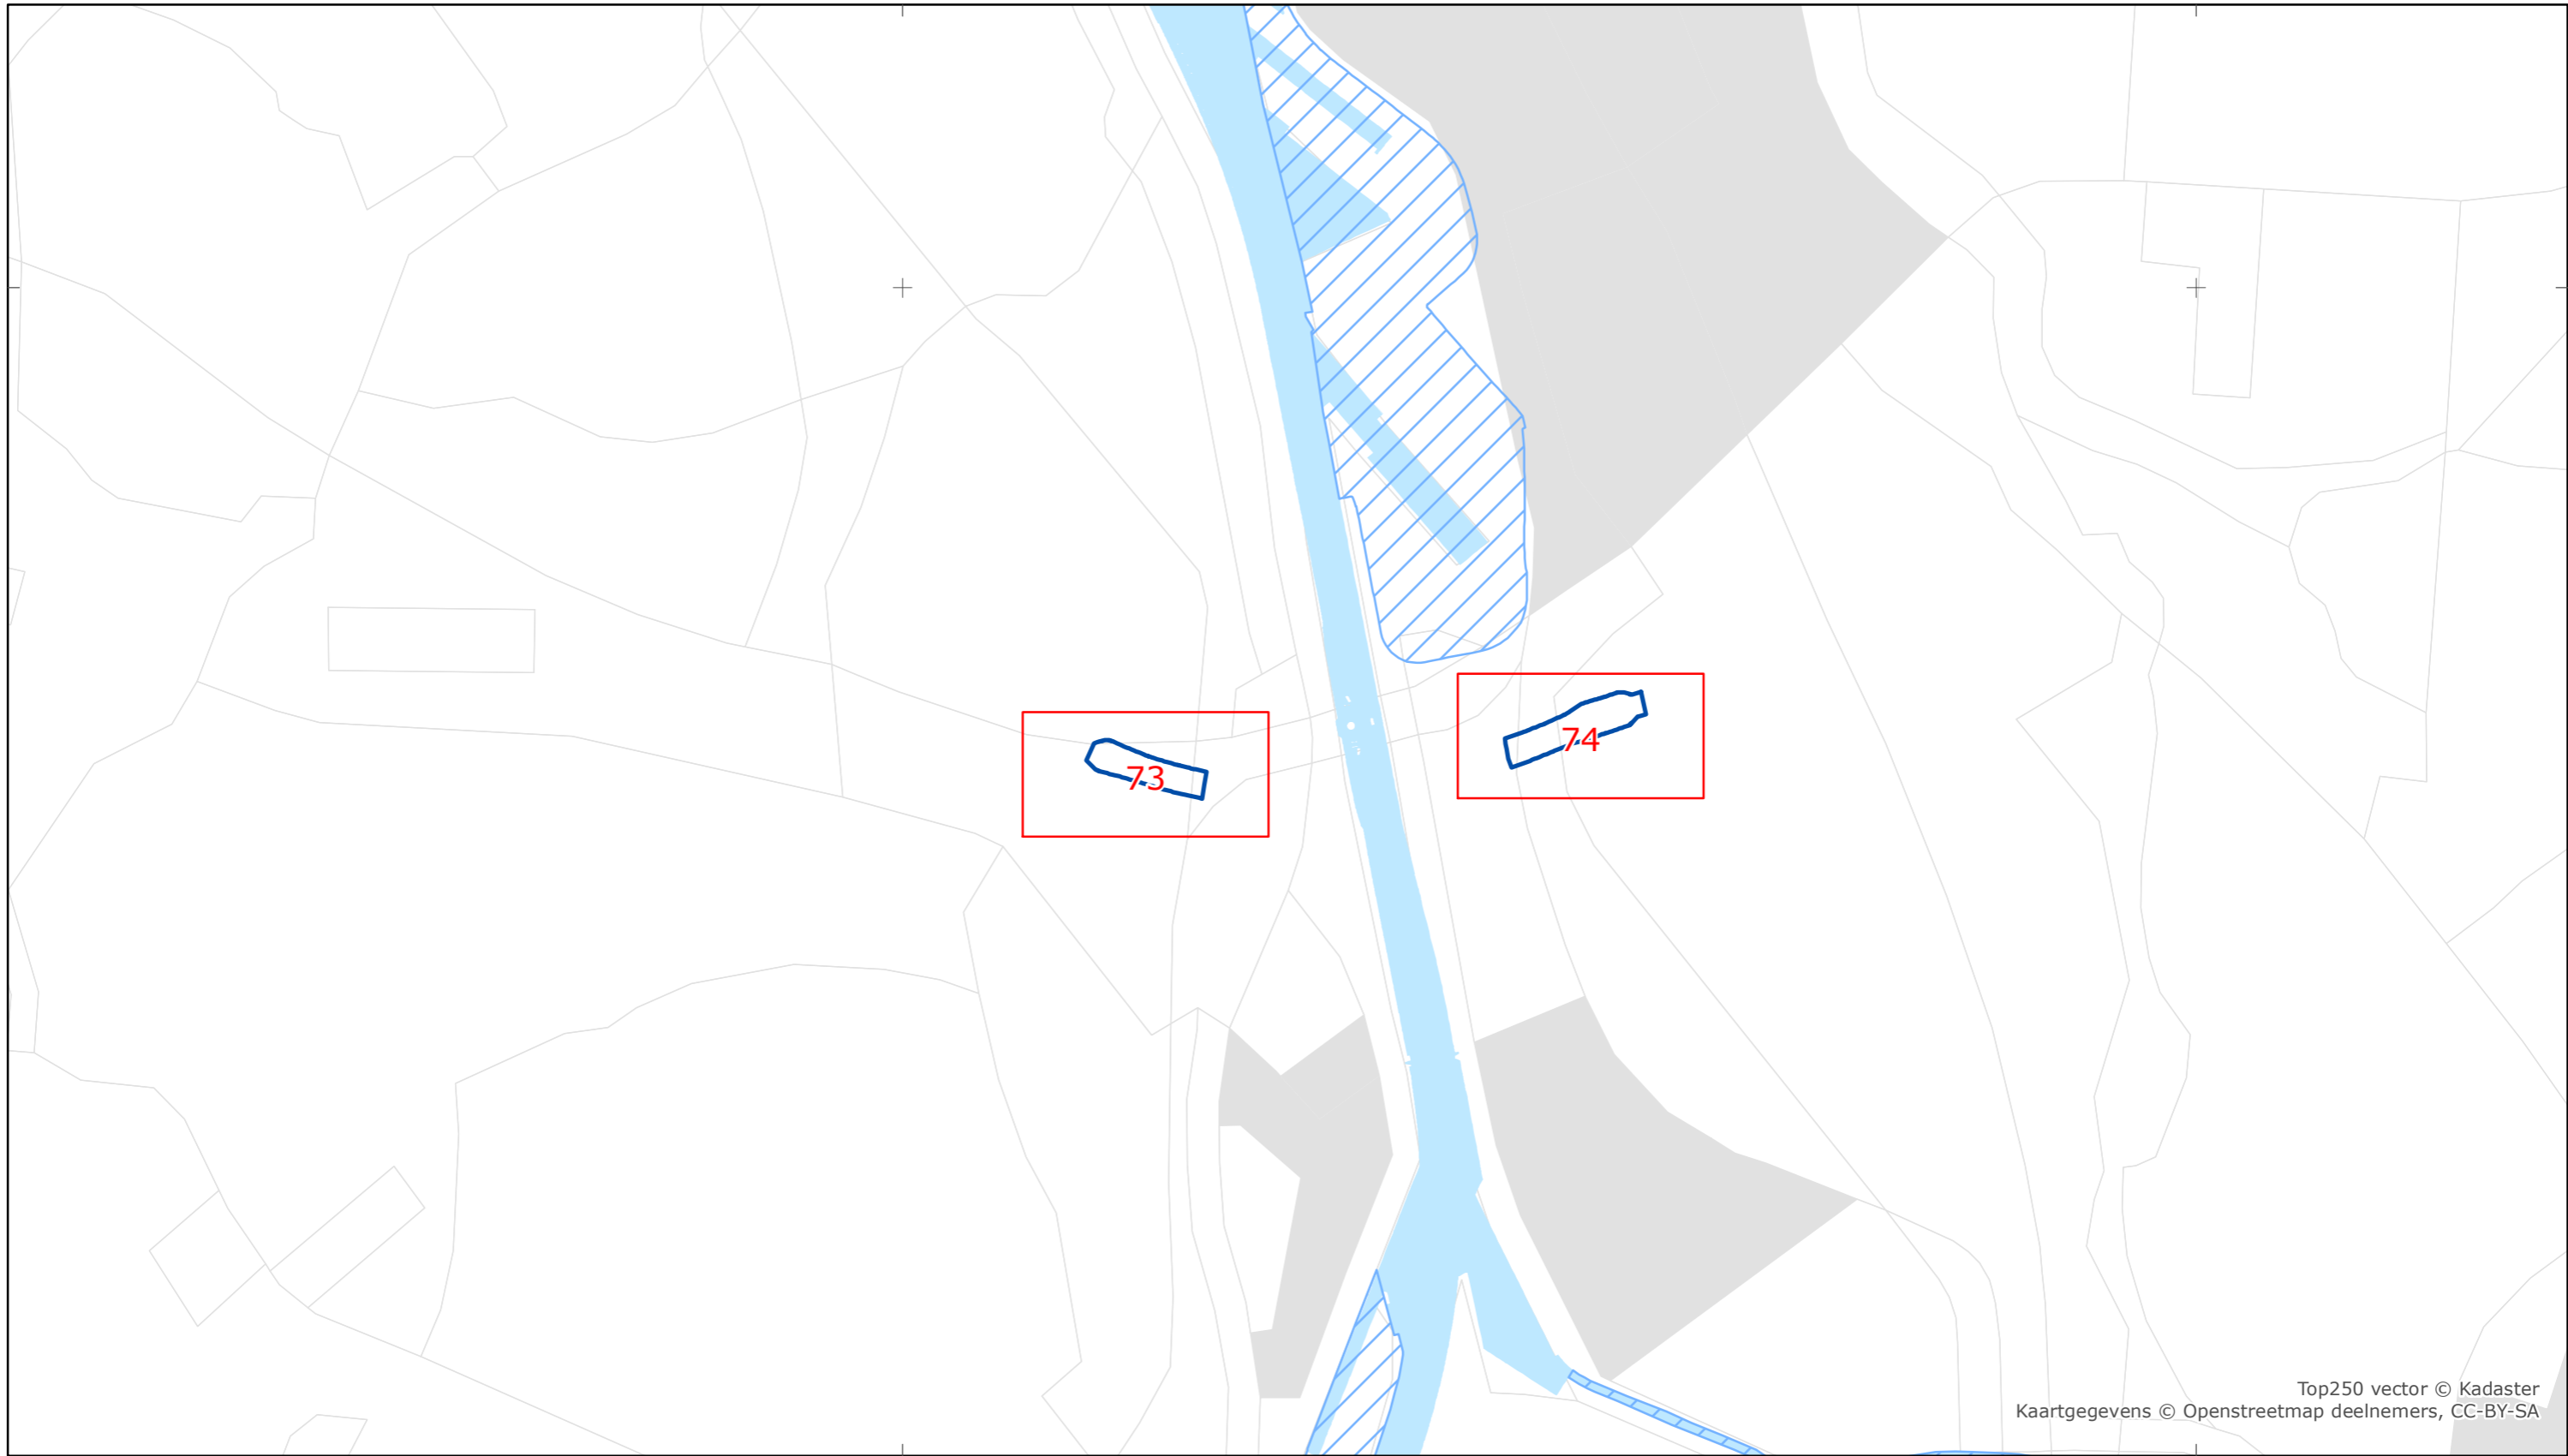 74
73
Top250 vector © Kadaster
Kaartgegevens © Openstreetmap deelnemers, CC-BY-SA